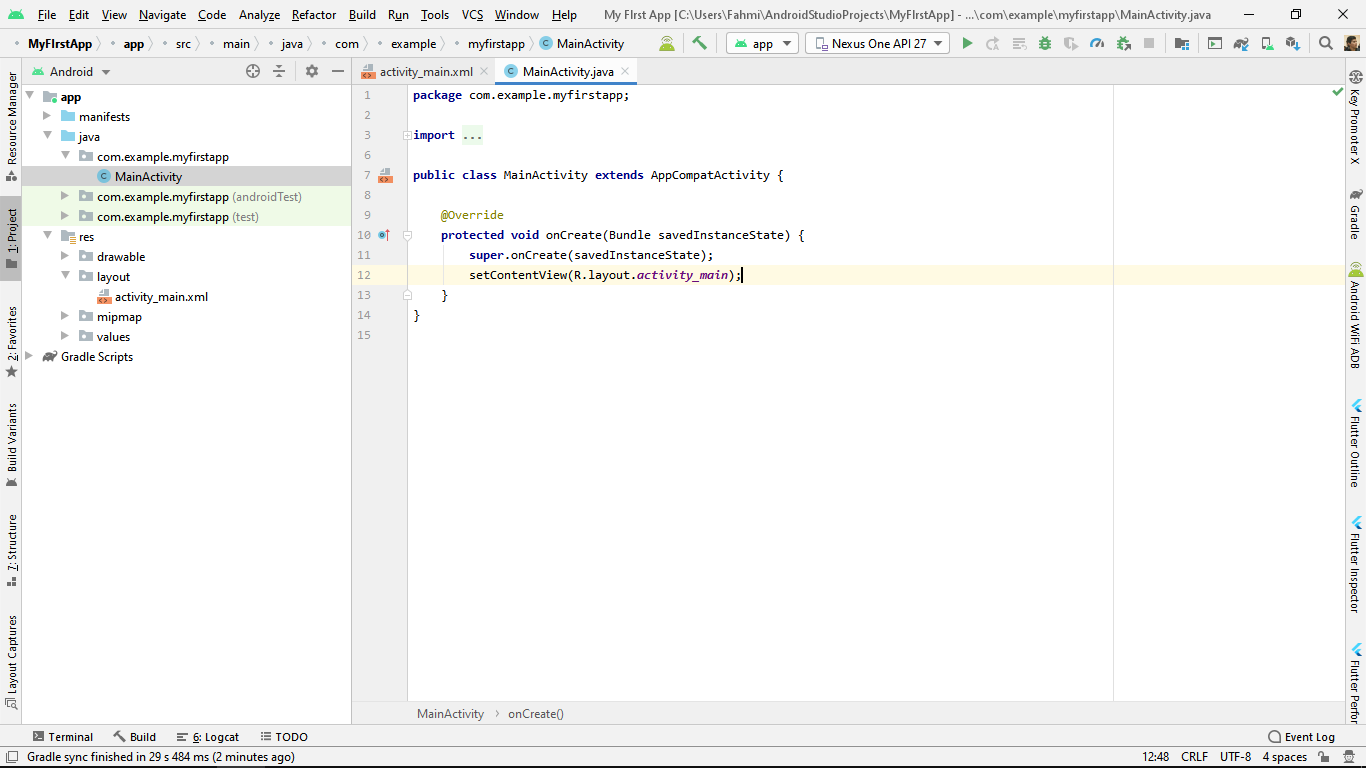 File Edit View Navigate Code Analyze Refactor Build Run Tools VCS Window Help My FIrst App [C:\Users\Fahmi\AndroidStudioProjects\MyFIrstApp] - ...\com\example\myfirstapp\MainActivity.java
MyFIrstApp app src main java com example myfirstapp MainActivity app Nexus One API 27
Android
activity_main.xml MainActivity.java
app
manifests
java
com.example.myfirstapp
MainActivity
com.example.myfirstapp (androidTest)
com.example.myfirstapp (test)
res
drawable
layout
activity_main.xml
mipmap
values
Gradle Scripts
Resource Manager
1: Project
2: Favorites
Build Variants
7: Structure
Layout Captures
1 package com.example.myfirstapp;
2
3 import ...
6
7 public class MainActivity extends AppCompatActivity {
8
9 @Override
10 protected void onCreate(Bundle savedInstanceState) {
11 super.onCreate(savedInstanceState);
12 setContentView(R.layout.activity_main);
13 }
14 }
15
Key Promoter X
Gradle
Android WiFi ADB
Flutter Outline
Flutter Inspector
Flutter Perfor
MainActivity onCreate()
Terminal Build 6: Logcat TODO Event Log
Gradle sync finished in 29 s 484 ms (2 minutes ago) 12:48 CRLF UTF-8 4 spaces